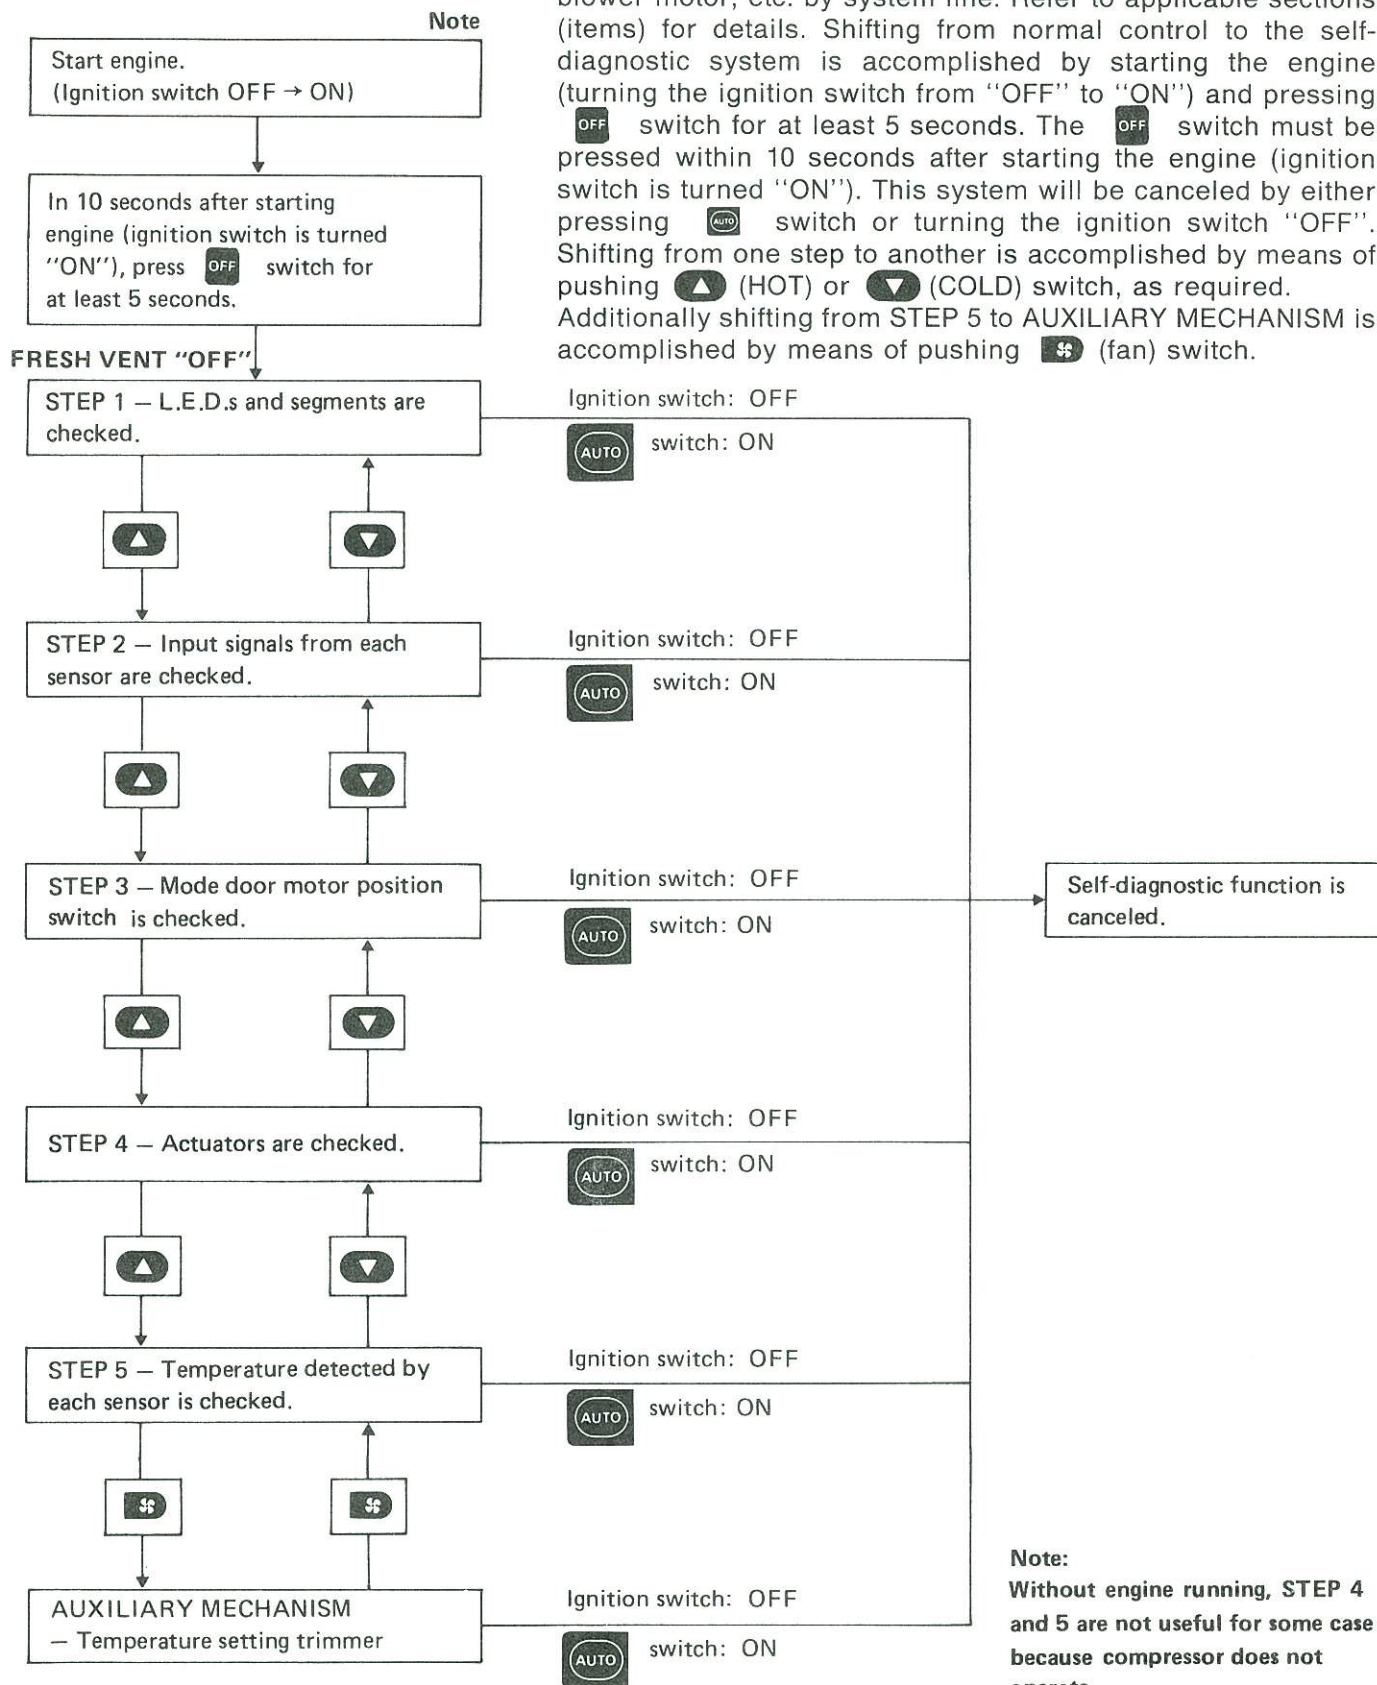 Note
blower motor, etc. by system line. Refer to applicable sections
(items) for details. Shifting from normal control to the self-
diagnostic system is accomplished by starting the engine
(turning the ignition switch from "OFF" to "ON") and pressing
OFF switch for at least 5 seconds. The OFF switch must be
pressed within 10 seconds after starting the engine (ignition
switch is turned "ON"). This system will be canceled by either
pressing AUTO switch or turning the ignition switch "OFF".
Shifting from one step to another is accomplished by means of
pushing (HOT) or (COLD) switch, as required.
Additionally shifting from STEP 5 to AUXILIARY MECHANISM is
accomplished by means of pushing (fan) switch.
Start engine.
(Ignition switch OFF → ON)
In 10 seconds after starting
engine (ignition switch is turned
"ON"), press OFF switch for
at least 5 seconds.
FRESH VENT "OFF"
STEP 1 — L.E.D.s and segments are
checked.
Ignition switch: OFF
AUTO switch: ON
STEP 2 — Input signals from each
sensor are checked.
Ignition switch: OFF
AUTO switch: ON
STEP 3 — Mode door motor position
switch is checked.
Ignition switch: OFF
AUTO switch: ON
Self-diagnostic function is
canceled.
STEP 4 — Actuators are checked.
Ignition switch: OFF
AUTO switch: ON
STEP 5 — Temperature detected by
each sensor is checked.
Ignition switch: OFF
AUTO switch: ON
AUXILIARY MECHANISM
— Temperature setting trimmer
Ignition switch: OFF
AUTO switch: ON
Note:
Without engine running, STEP 4
and 5 are not useful for some case
because compressor does not